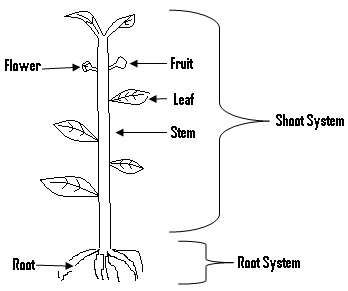 Flower
Fruit
Leaf
Stem
Shoot System
Root
Root System